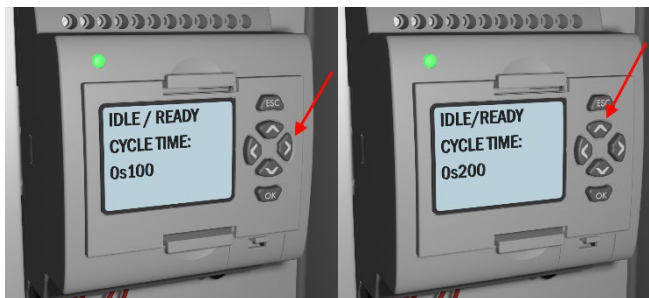 IDLE / READY
CYCLE TIME:
0s100
ESC
OK
IDLE/READY
CYCLE TIME:
0s200
ESC
OK